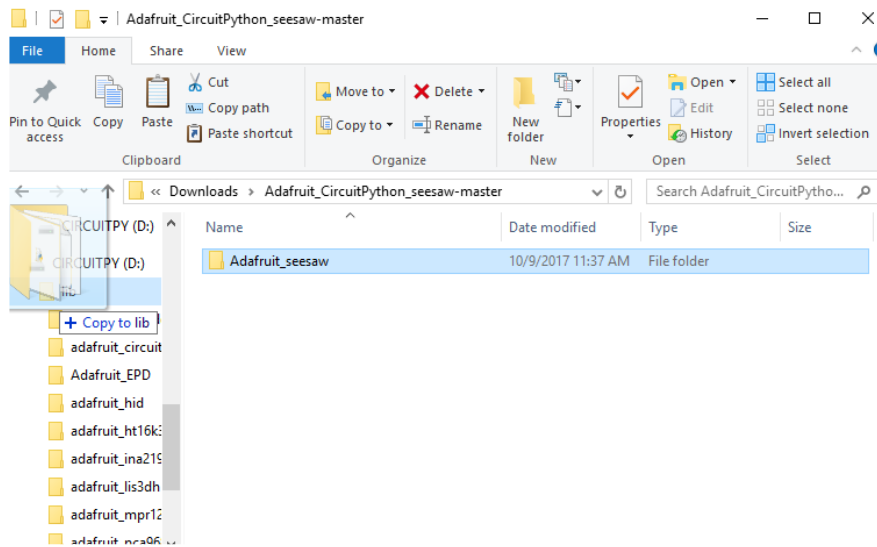 Adafruit_CircuitPython_seesaw-master
File Home Share View
Pin to Quick access
Copy
Paste
Cut
Copy path
Paste shortcut
Clipboard
Move to
Copy to
Delete
Rename
Organize
New folder
New
Properties
Open
Edit
History
Open
Select all
Select none
Invert selection
Select
« Downloads > Adafruit_CircuitPython_seesaw-master
Search Adafruit_CircuitPytho...
Name Date modified Type Size
Adafruit_seesaw 10/9/2017 11:37 AM File folder
CIRCUITPY (D:)
CIRCUITPY (D:)
lib
+ Copy to lib
adafruit_circuit
Adafruit_EPD
adafruit_hid
adafruit_ht16k3
adafruit_ina219
adafruit_lis3dh
adafruit_mpr12
adafruit_pca96